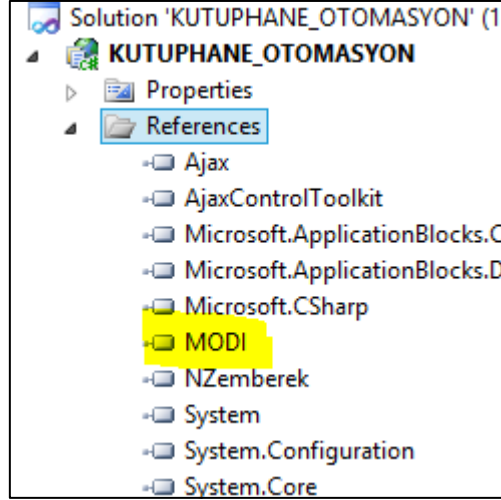 Solution 'KUTUPHANE_OTOMASYON' (1
KUTUPHANE_OTOMASYON
Properties
References
Ajax
AjaxControlToolkit
Microsoft.ApplicationBlocks.C
Microsoft.ApplicationBlocks.D
Microsoft.CSharp
MODI
NZemberek
System
System.Configuration
System.Core